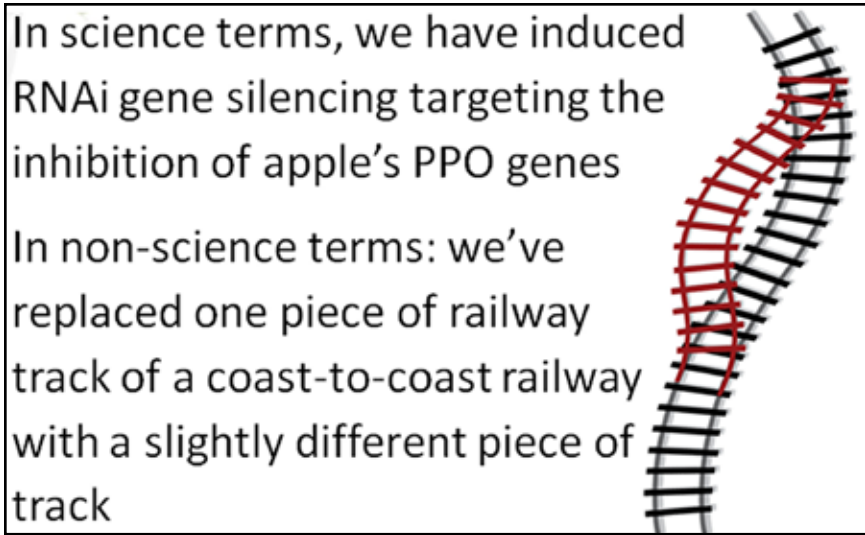 In science terms, we have induced
RNAi gene silencing targeting the
inhibition of apple’s PPO genes
In non-science terms: we’ve
replaced one piece of railway
track of a coast-to-coast railway
with a slightly different piece of
track